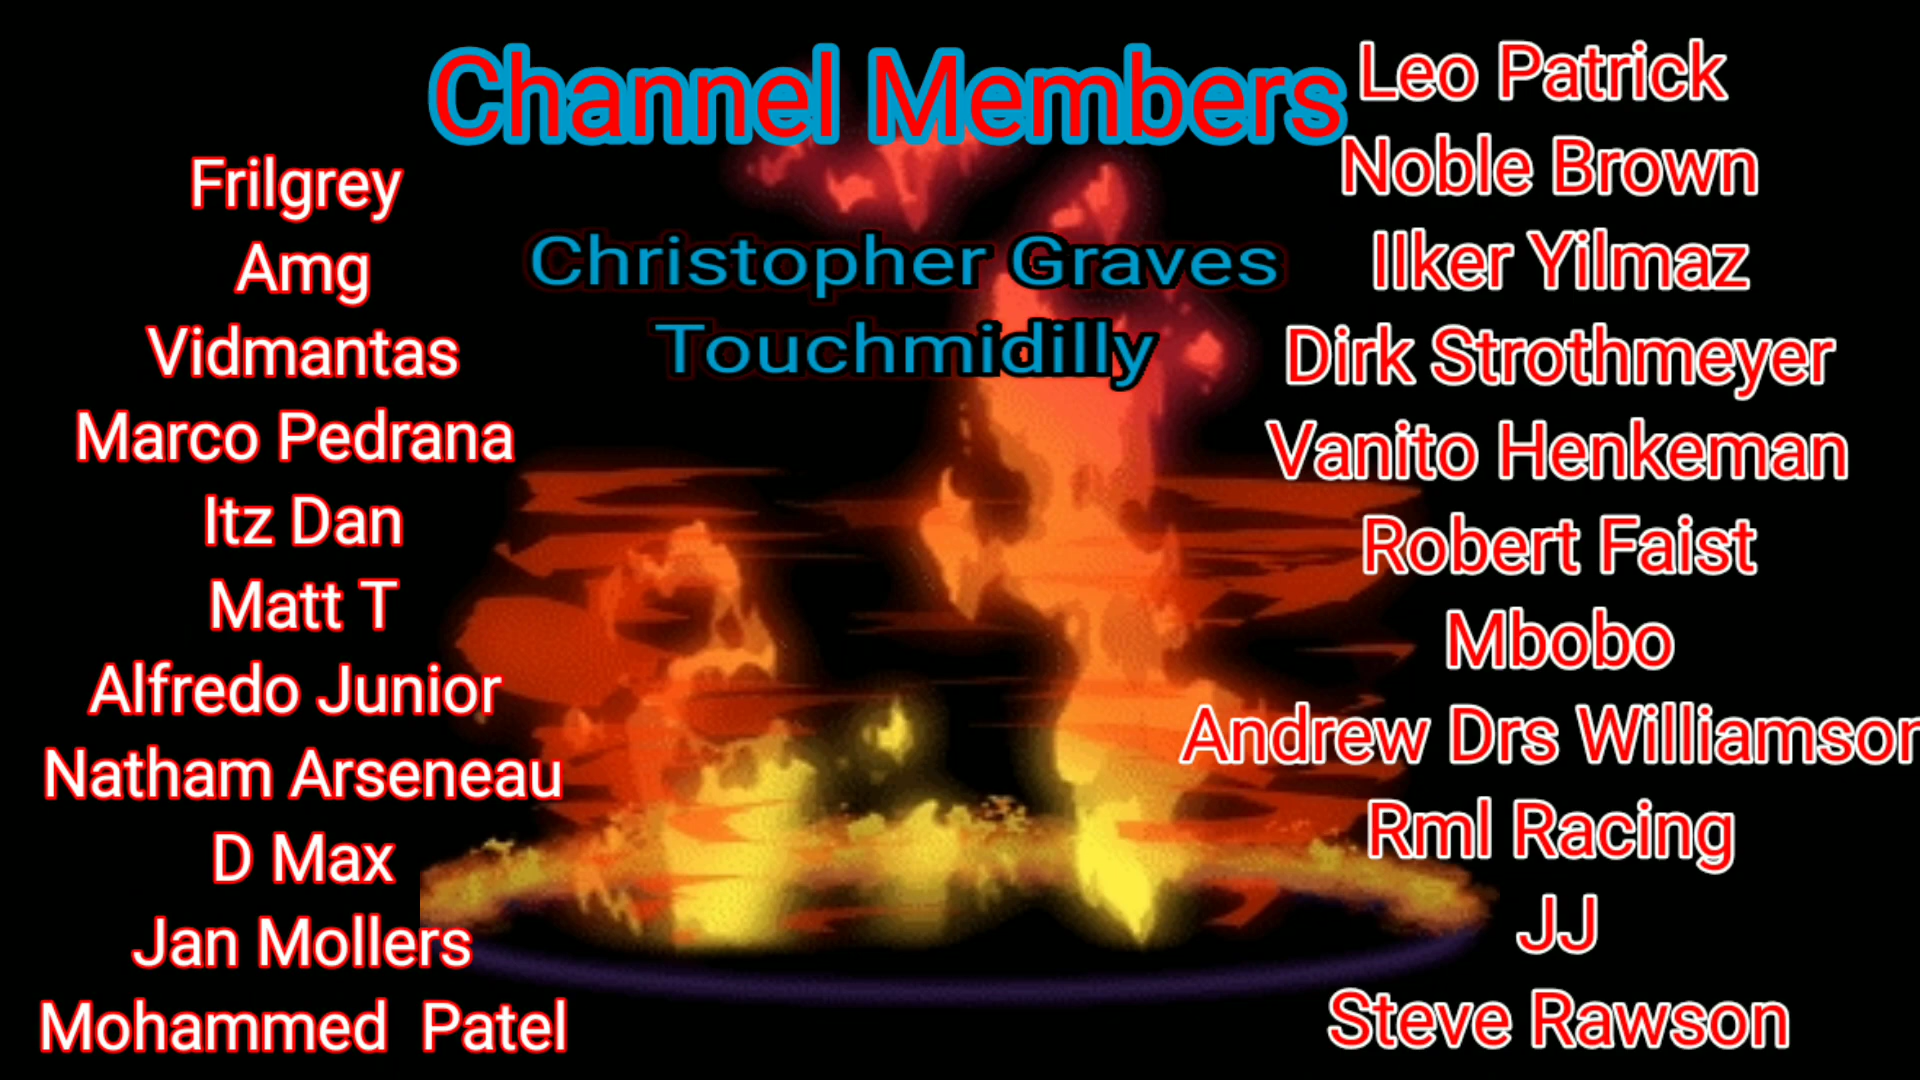 Channel Members
Frilgrey
Amg
Vidmantas
Marco Pedrana
Itz Dan
Matt T
Alfredo Junior
Natham Arseneau
D Max
Jan Mollers
Mohammed  Patel
Christopher Graves
Touchmidilly
Leo Patrick
Noble Brown
Ilker Yilmaz
Dirk Strothmeyer
Vanito Henkeman
Robert Faist
Mbobo
Andrew Drs Williamson
Rml Racing
JJ
Steve Rawson